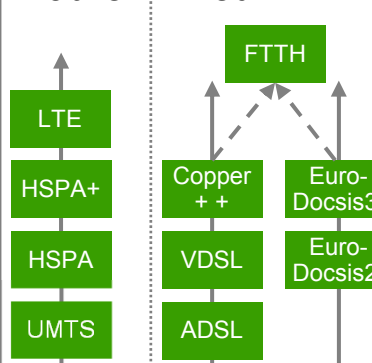 FTTH
LTE
HSPA+
Copper
+ +
Euro-
Docsis3
HSPA
VDSL
Euro-
Docsis2
UMTS
ADSL